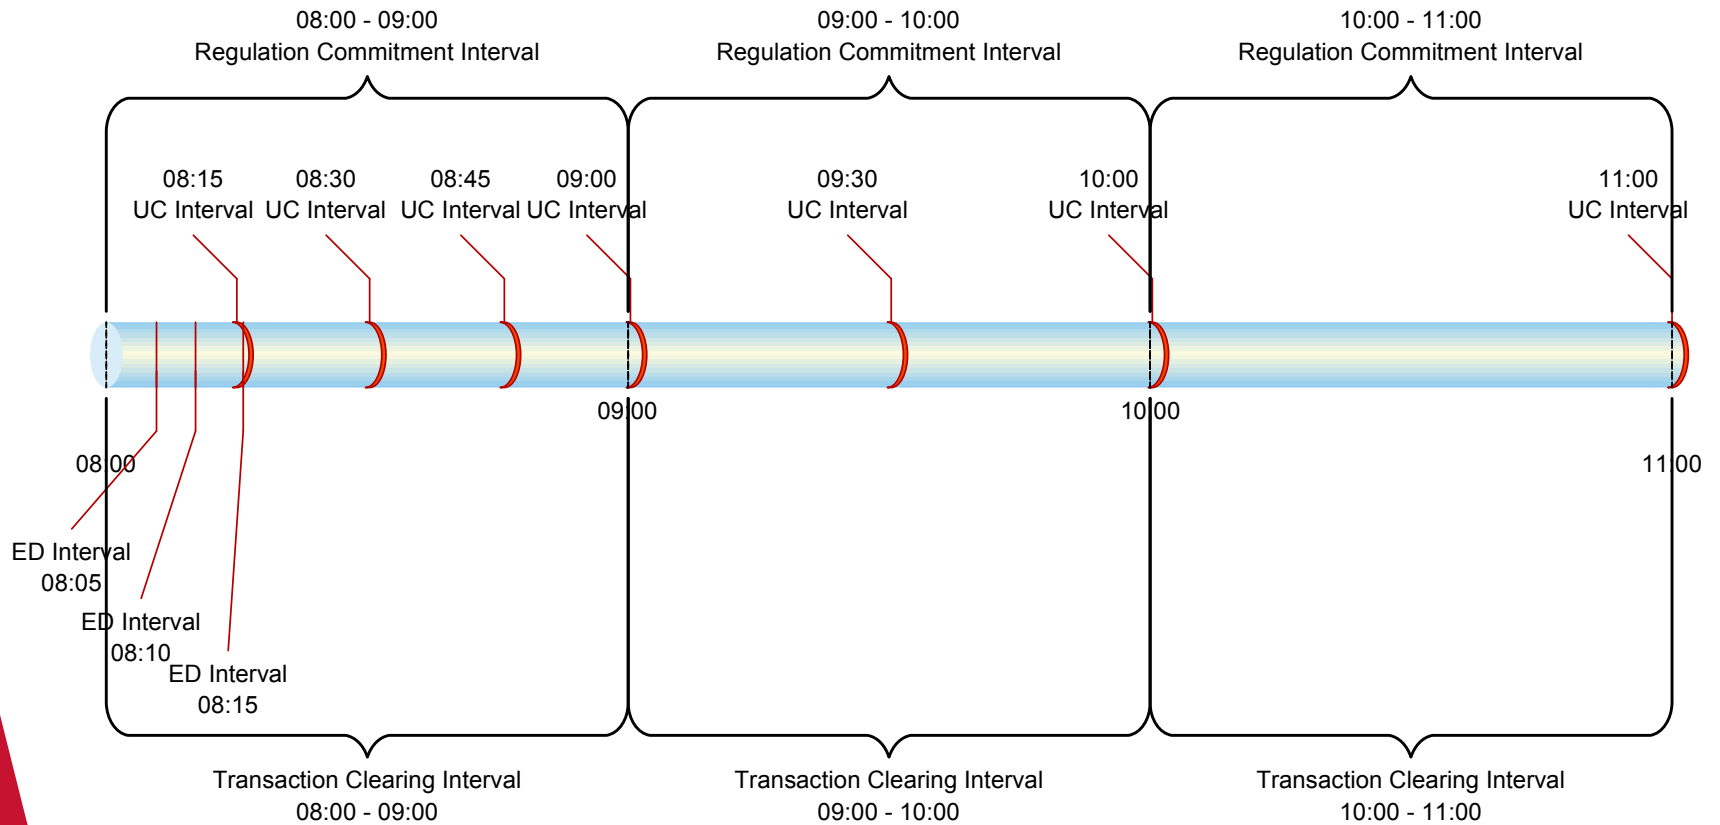 08:00 - 09:00
Regulation Commitment Interval
09:00 - 10:00
Regulation Commitment Interval
10:00 - 11:00
Regulation Commitment Interval
08:15
UC Interval
08:30
UC Interval
08:45
UC Interval
09:00
UC Interval
09:30
UC Interval
10:00
UC Interval
11:00
UC Interval
09:00
10:00
08:00
11:00
ED Interval
08:05
ED Interval
08:10
ED Interval
08:15
Transaction Clearing Interval
08:00 - 09:00
Transaction Clearing Interval
09:00 - 10:00
Transaction Clearing Interval
10:00 - 11:00